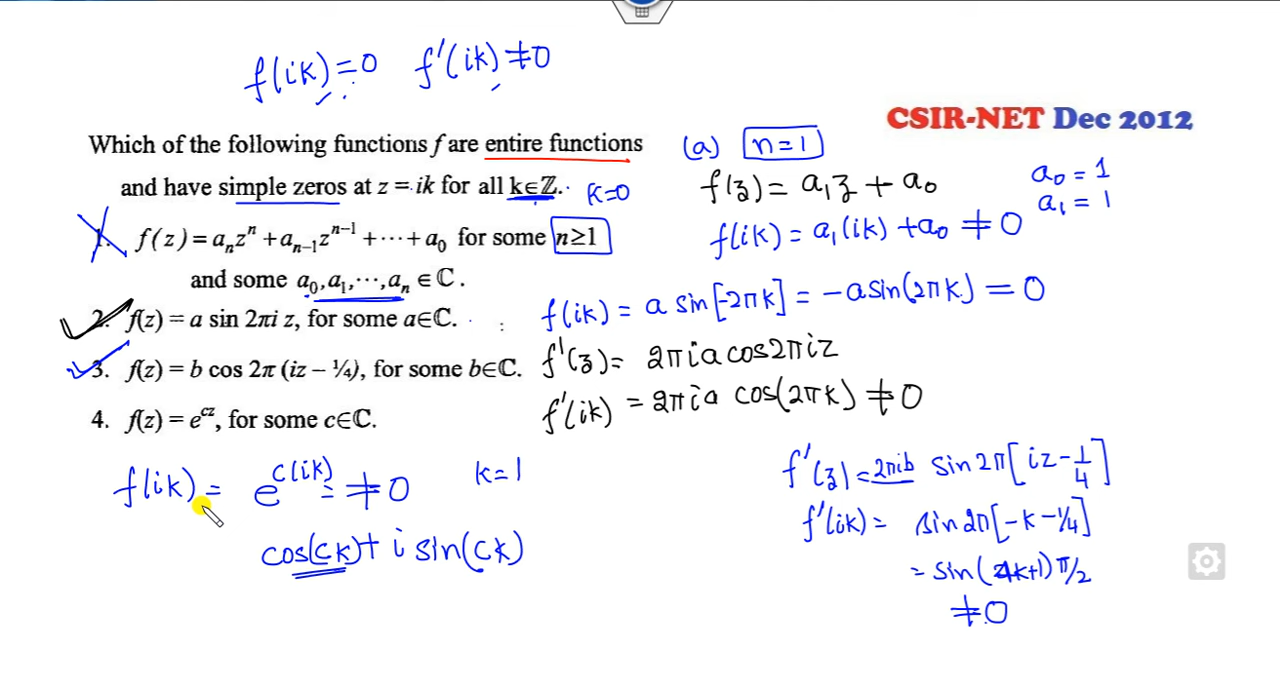 f(ik)=0 f'(ik)≠0
CSIR-NET Dec 2012
Which of the following functions f are entire functions
and have simple zeros at z = ik for all k∈ℤ. k=0
1. f(z) = aₙzⁿ + aₙ₋₁zⁿ⁻¹ + ⋯ + a₀ for some n≥1
and some a₀,a₁,⋯,aₙ ∈ ℂ.
2. f(z) = a sin 2πi z, for some a∈ℂ.
3. f(z) = b cos 2π (iz – ¼), for some b∈ℂ.
4. f(z) = eᶜᶻ, for some c∈ℂ.
(a) n=1
f(z) = a₁z + a₀
a₀ = 1
a₁ = 1
f(ik) = a₁(ik) + a₀ ≠ 0
f(ik) = a sin[-2πk] = -a sin(2πk) = 0
f'(z) = 2πia cos2πiz
f'(ik) = 2πia cos(2πk) ≠ 0
f(ik) = e^c(ik) = ≠ 0 k=1
cos(ck) + i sin(ck)
f'(z) = 2πib sin 2π[iz - 1/4]
f'(ik) = sin 2π[-k - 1/4]
= sin(4k+1) π/2
≠ 0